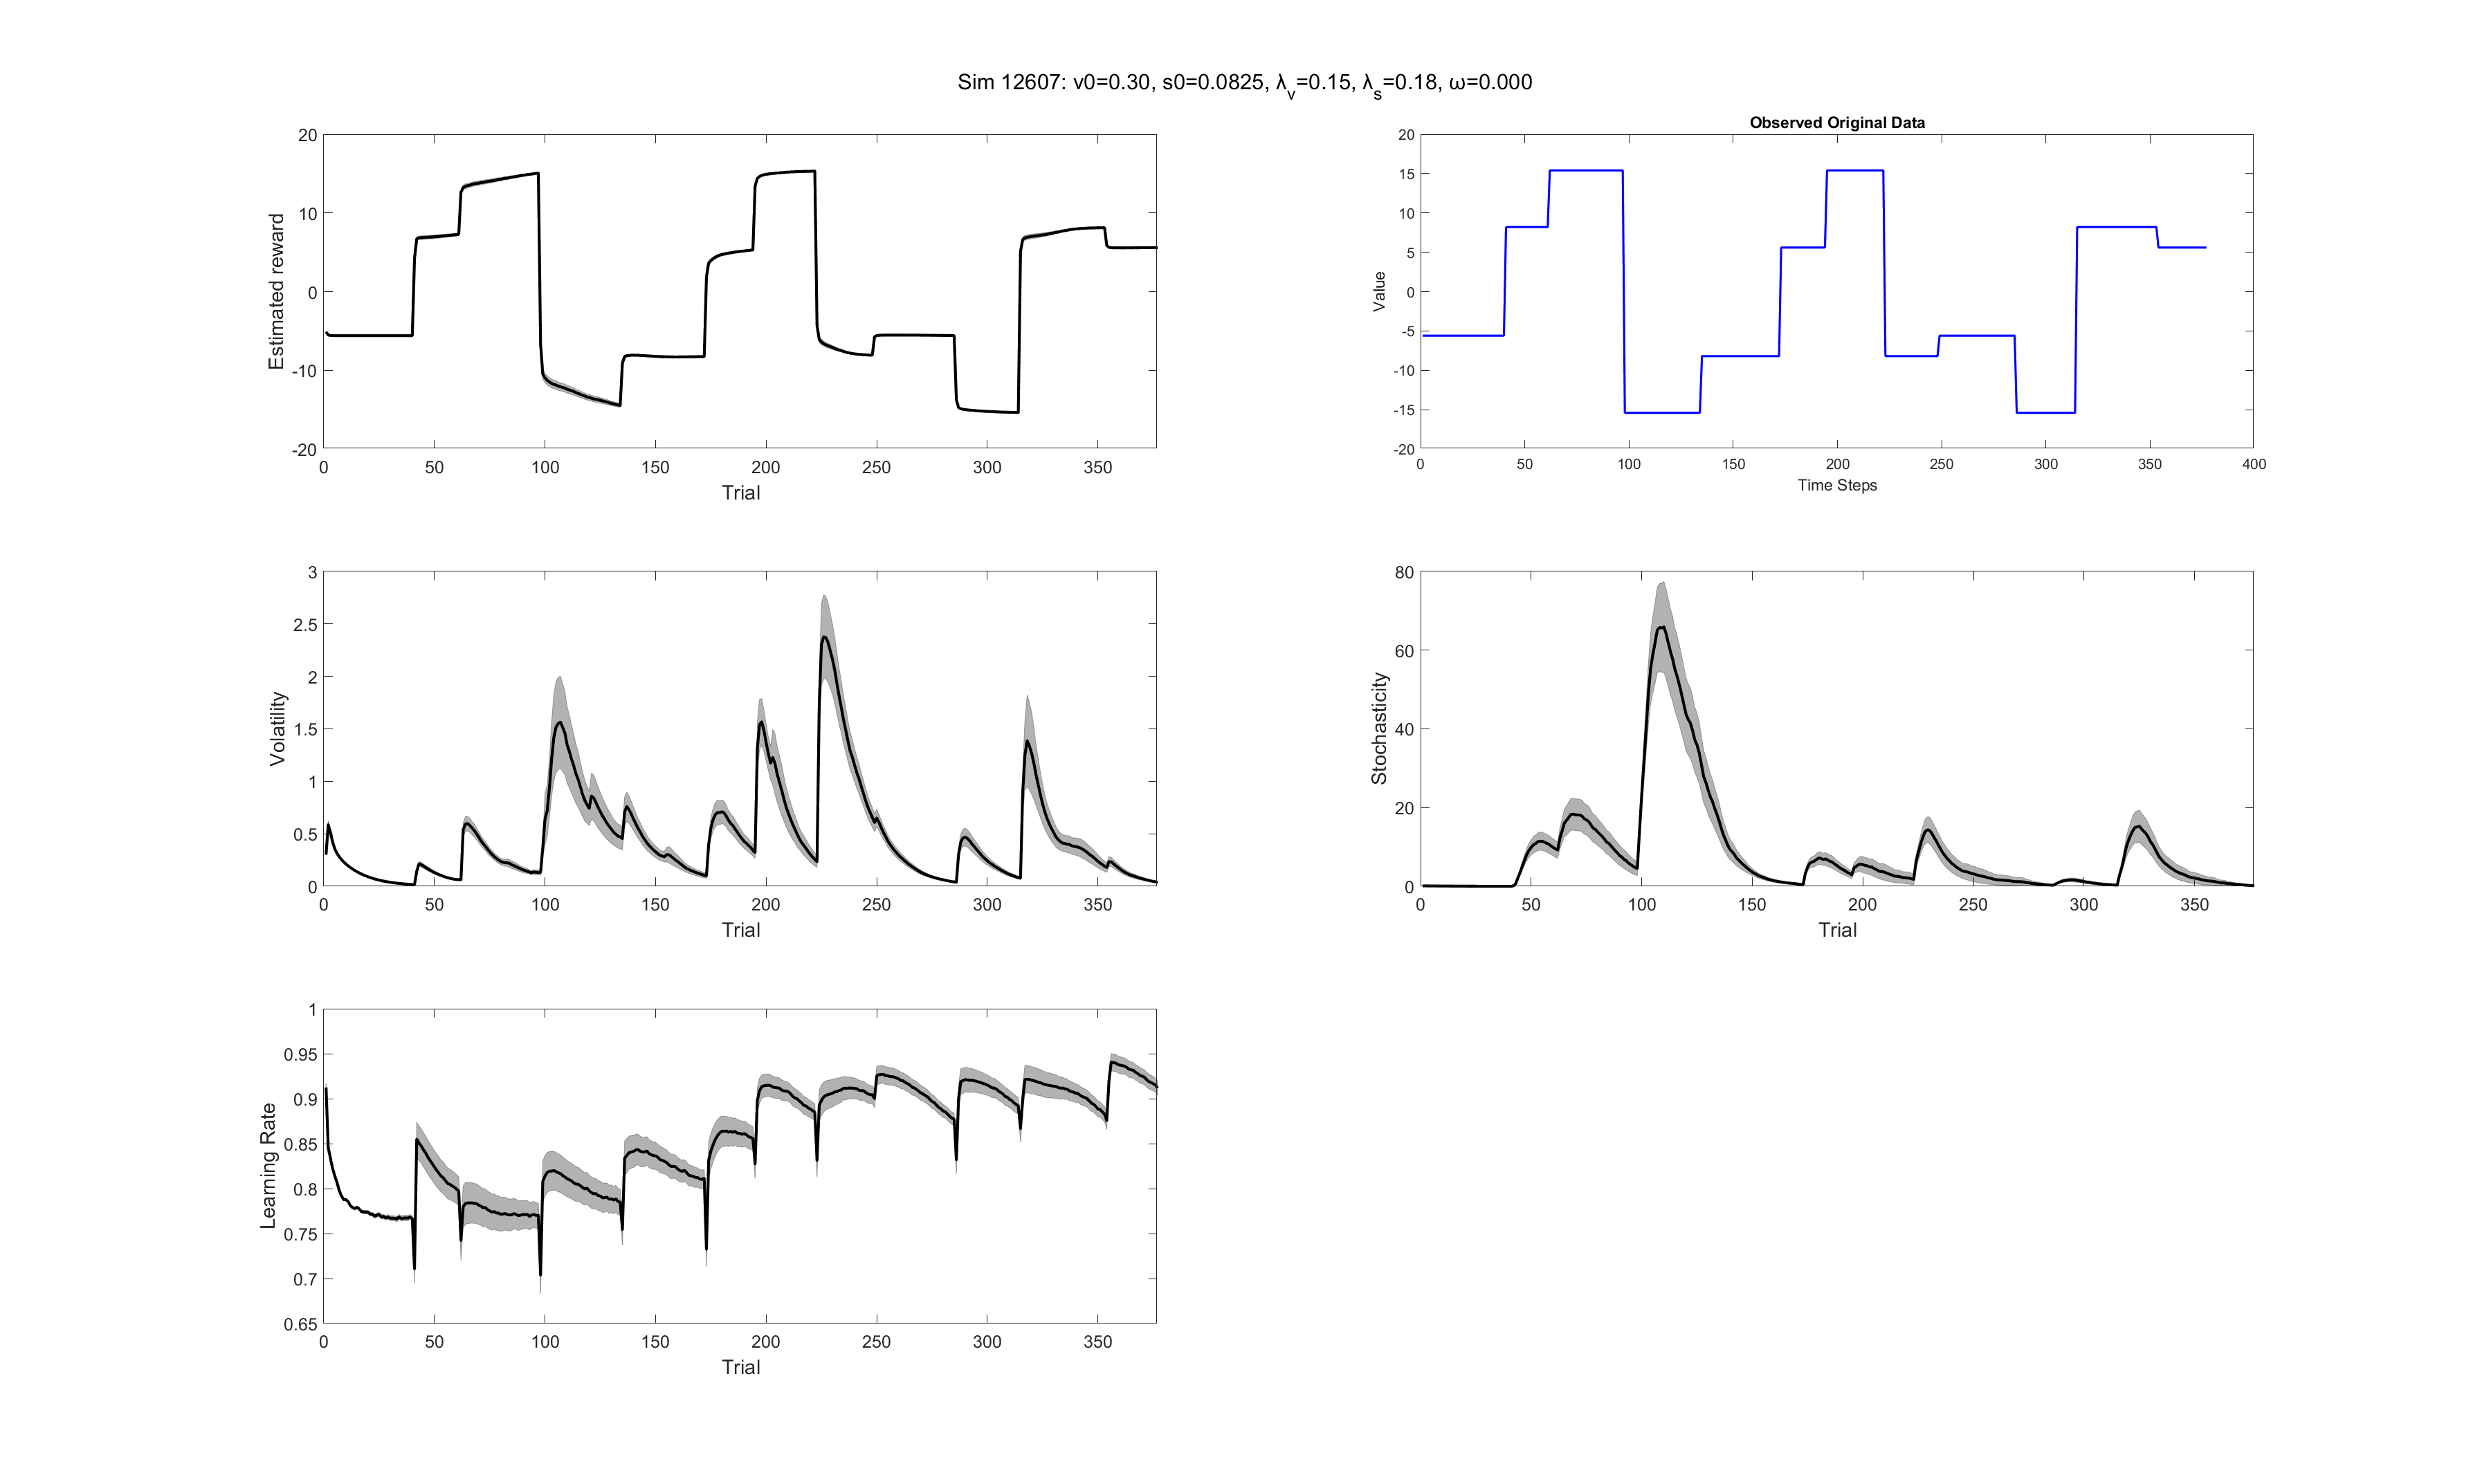 Sim 12607: v0=0.30, s0=0.0825, λ_v=0.15, λ_s=0.18, ω=0.000
Estimated reward
20
10
0
-10
-20
0 50 100 150 200 250 300 350
Trial
Observed Original Data
Value
20
15
10
5
0
-5
-10
-15
-20
0 50 100 150 200 250 300 350 400
Time Steps
Volatility
3
2.5
2
1.5
1
0.5
0
0 50 100 150 200 250 300 350
Trial
Stochasticity
80
60
40
20
0
0 50 100 150 200 250 300 350
Trial
Learning Rate
1
0.95
0.9
0.85
0.8
0.75
0.7
0.65
0 50 100 150 200 250 300 350
Trial